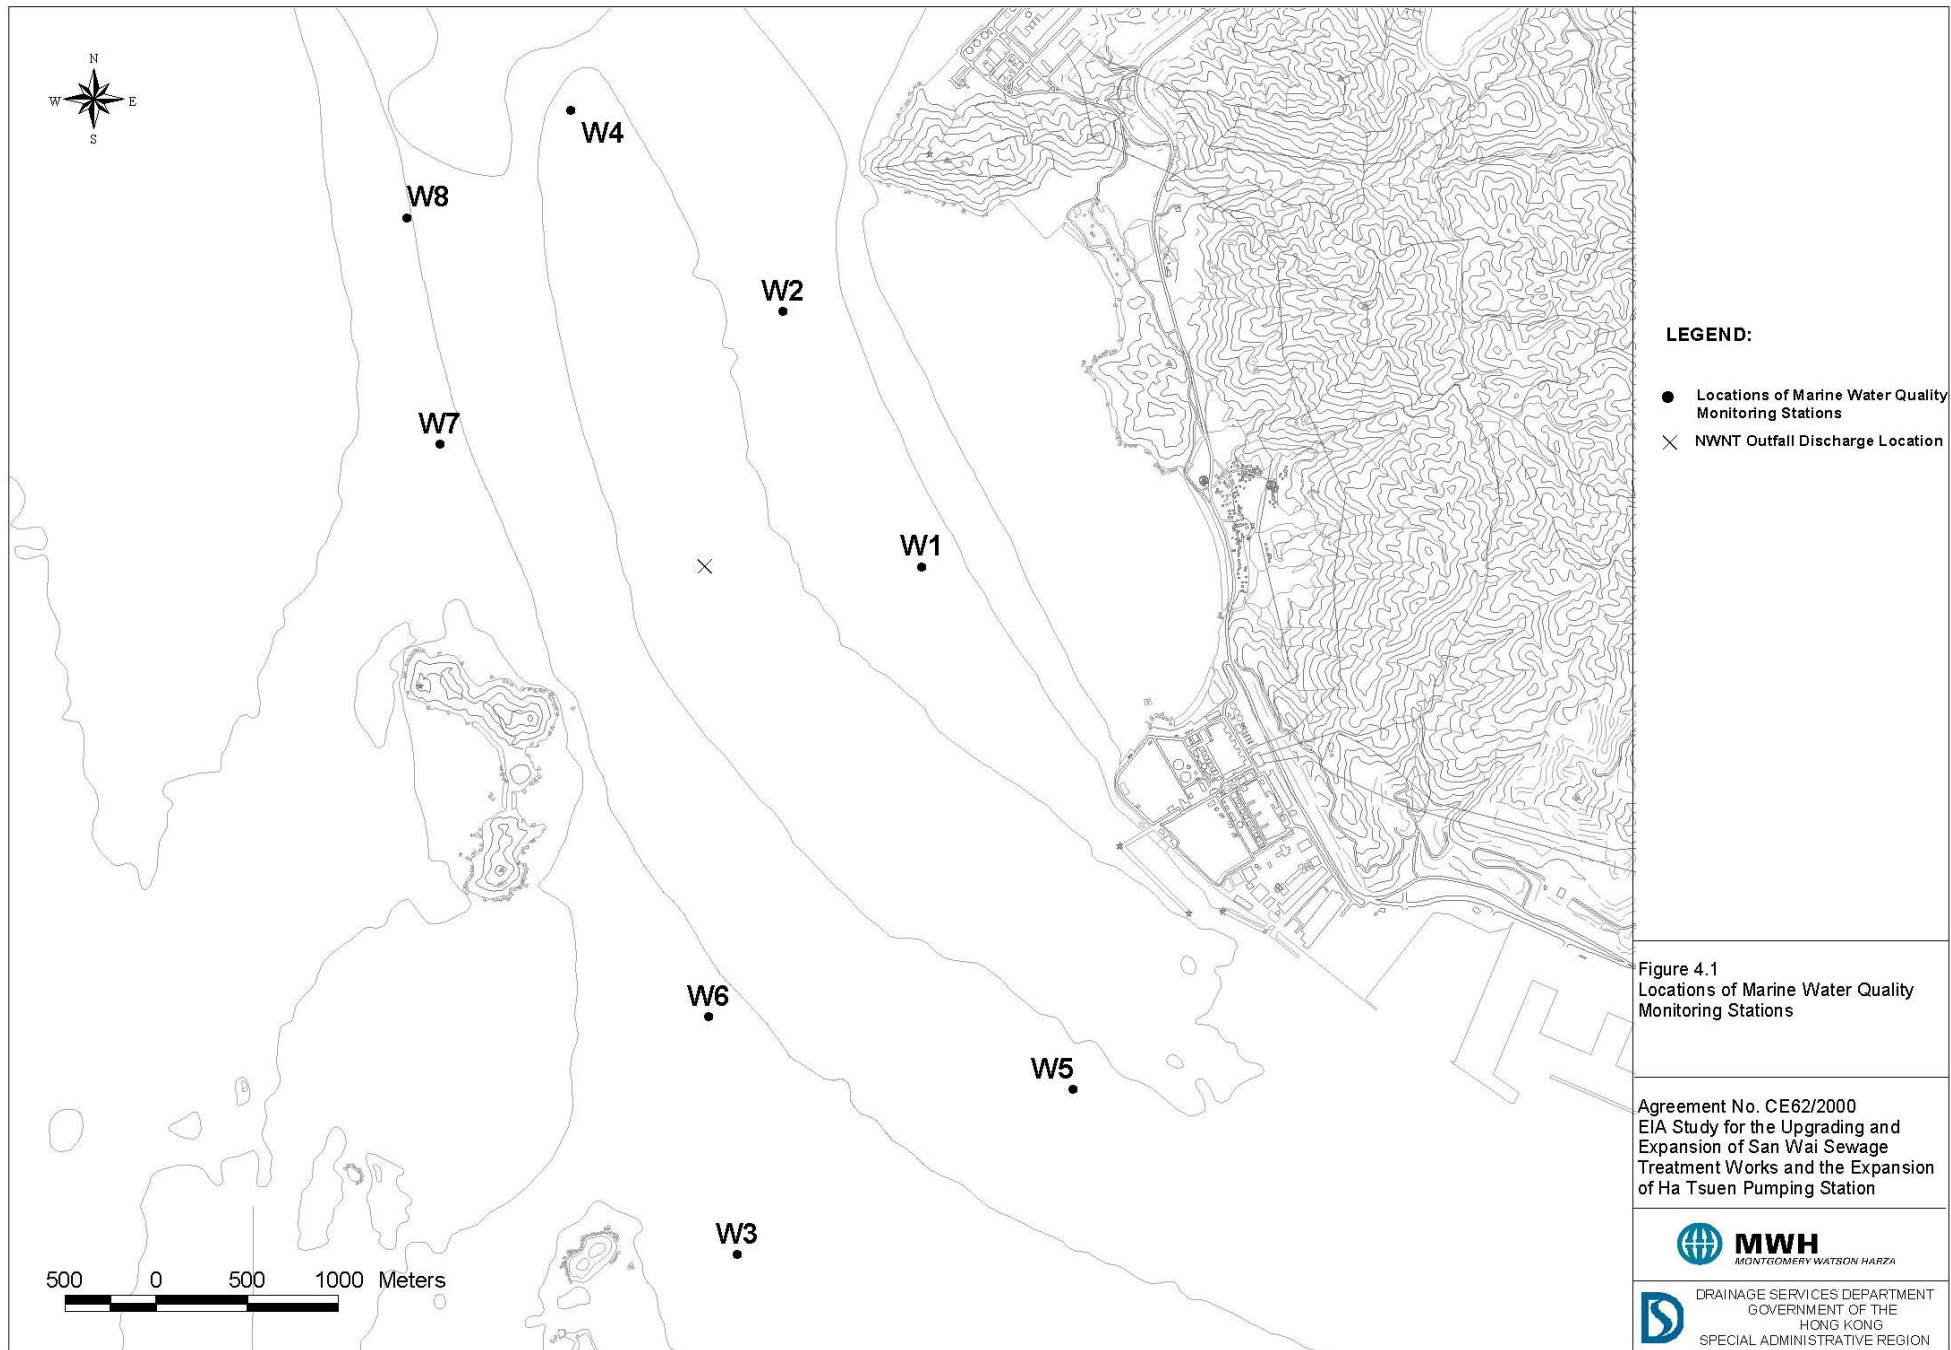 N
W E
S
W4
W8
W2
W7
W1
W6
W5
W3
500 0 500 1000 Meters
LEGEND:
Locations of Marine Water Quality
Monitoring Stations
NWNT Outfall Discharge Location
Figure 4.1
Locations of Marine Water Quality
Monitoring Stations
Agreement No. CE62/2000
EIA Study for the Upgrading and
Expansion of San Wai Sewage
Treatment Works and the Expansion
of Ha Tsuen Pumping Station
MWH
MONTGOMERY WATSON HARZA
DRAINAGE SERVICES DEPARTMENT
GOVERNMENT OF THE
HONG KONG
SPECIAL ADMINISTRATIVE REGION